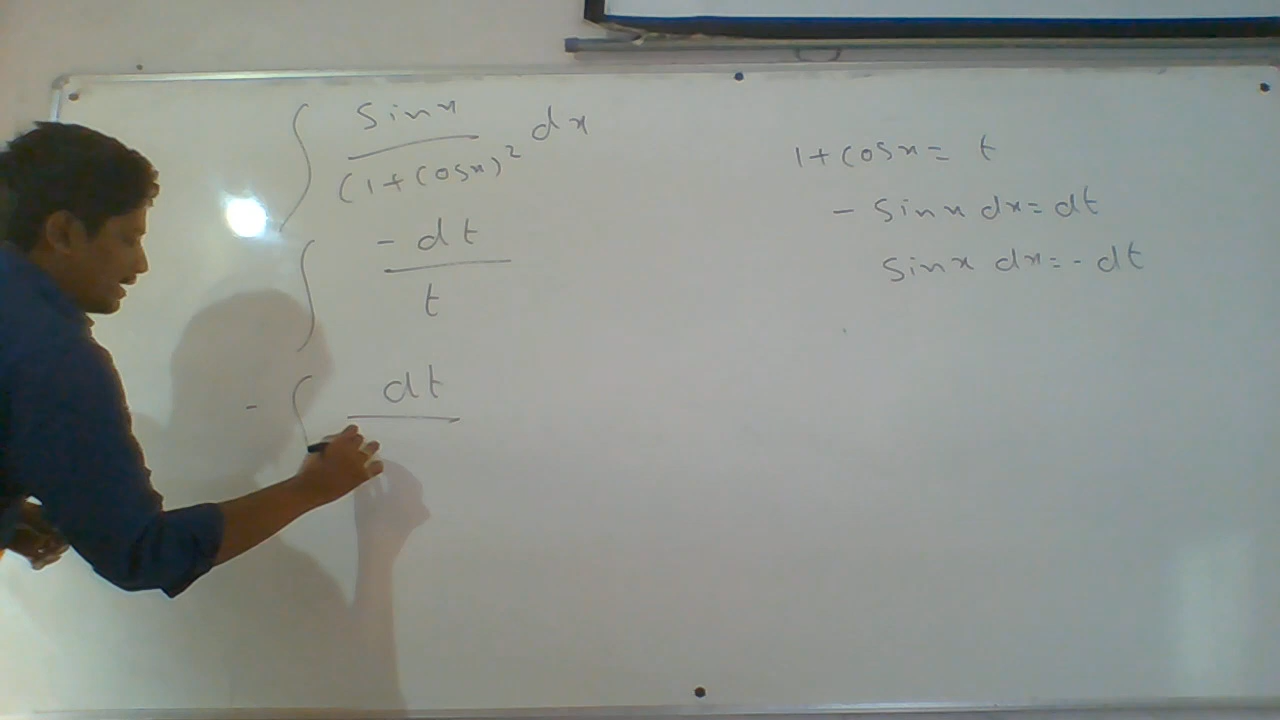 ∫ sinx / (1+cosx)² dx
∫ -dt / t
- ∫ dt
1+cosx = t
- sinx dx = dt
sinx dx = - dt